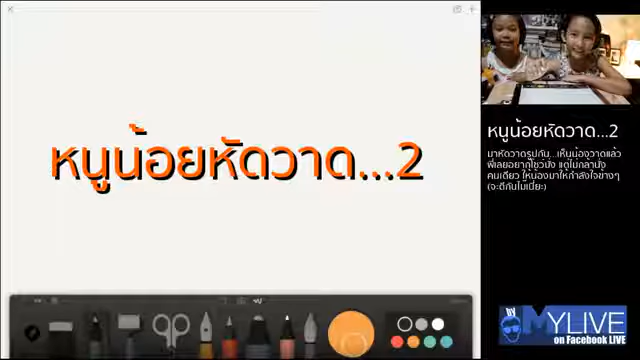 หนูน้อยหัดวาด...2
หนูน้อยหัดวาด...2
มาหัดวาดรูปกัน...เห็นน้องวาดแล้ว
พี่เลยอยากโชว์บ้าง แต่ไม่กล้านั่ง
คนเดียว ให้น้องมาให้กำลังใจข้างๆ
(จะตีกันไม๊เนี๊ยะ)
BY
MYLIVE
on Facebook LIVE